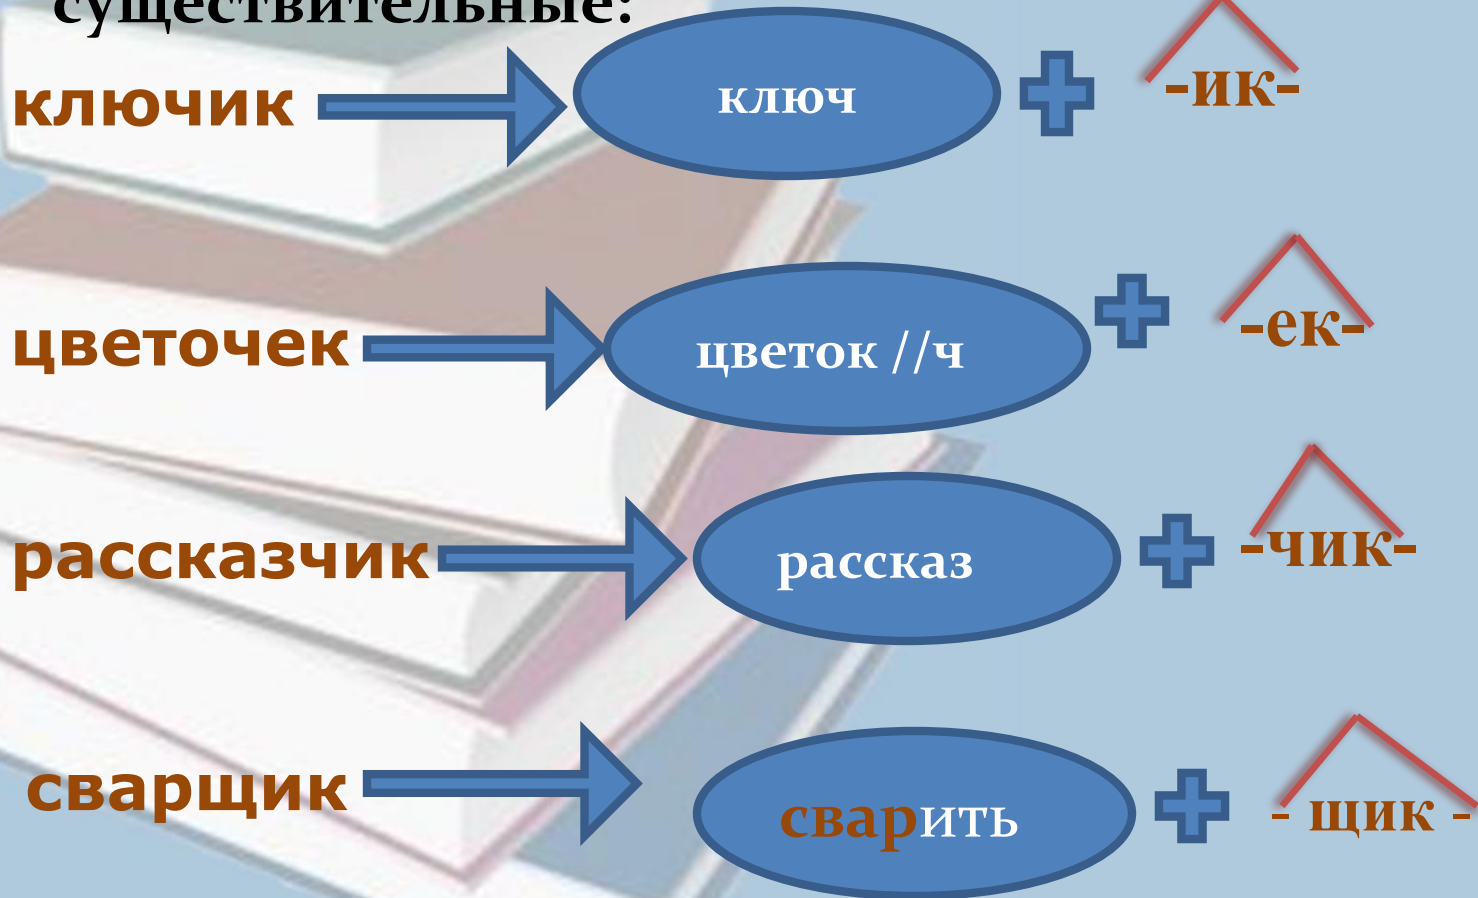 существительные:
ключик ключ -ик-
цветочек цветок //ч -ек-
рассказчик рассказ -чик-
сварщик сварить - щик -